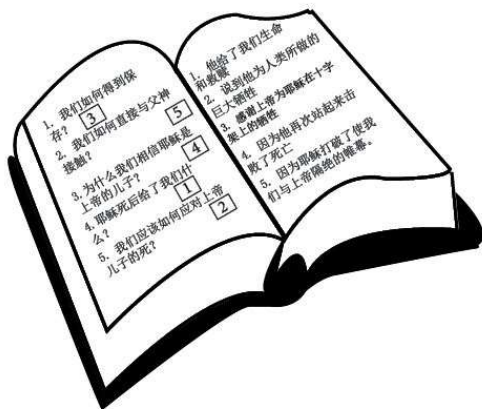 1. 我们如何得到保
存? 3
2. 我们如何直接与父神
接触? 5
3. 为什么我们相信耶稣是
上帝的儿子? 4
4. 耶稣死后给了我们什
么? 1
5. 我们应该如何应对上帝
儿子的死? 2
1. 他给了我们生命
和救赎
2. 说到他为人类所做的
巨大牺牲
3. 感谢上帝为耶稣在十字
架上的牺牲
4. 因为他再次站起来击
败了死亡
5. 因为耶稣打破了使我
们与上帝隔绝的帷幕。